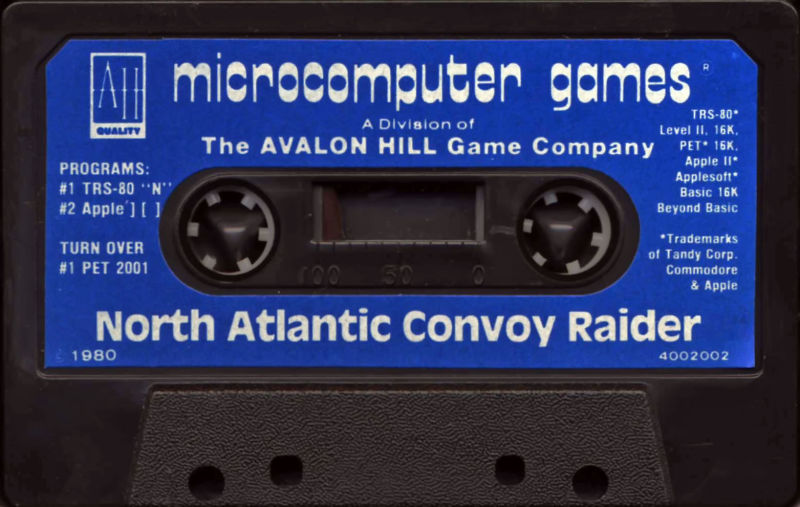 AH
QUALITY
microcomputer games ®
A Division of
The AVALON HILL Game Company
PROGRAMS:
#1 TRS-80 "N"
#2 Apple ] [ ]
TURN OVER
#1 PET 2001
TRS-80*
Level II, 16K,
PET* 16K,
Apple II*
Applesoft*
Basic 16K
Beyond Basic
*Trademarks
of Tandy Corp.
Commodore
& Apple
100 50 0
North Atlantic Convoy Raider
© 1980
4002002